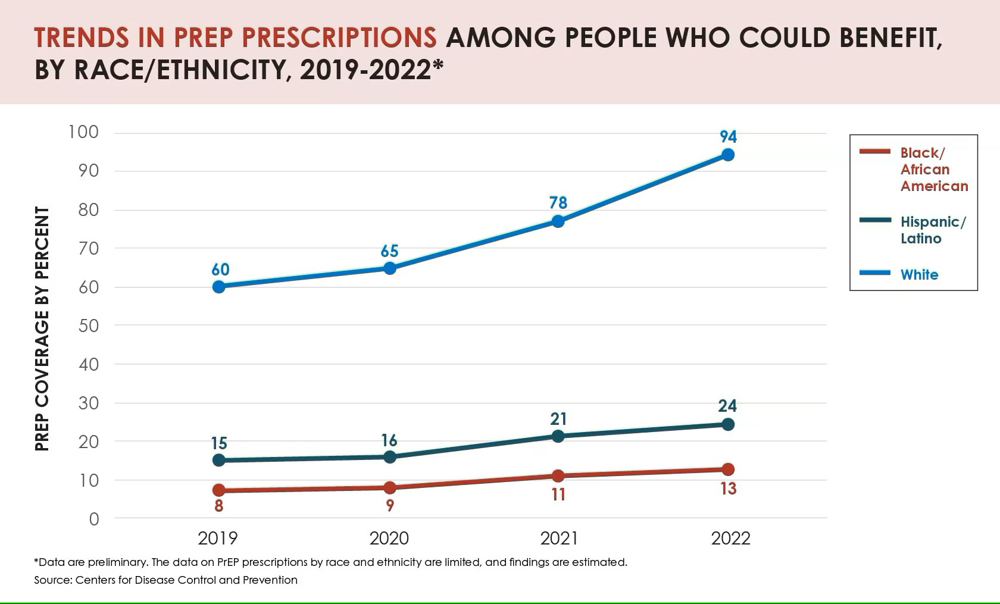 TRENDS IN PREP PRESCRIPTIONS AMONG PEOPLE WHO COULD BENEFIT,
BY RACE/ETHNICITY, 2019-2022*
PREP COVERAGE BY PERCENT
100
90
80
70
60
50
40
30
20
10
0
60
65
78
94
15
16
21
24
8
9
11
13
2019
2020
2021
2022
Black/
African
American
Hispanic/
Latino
White
*Data are preliminary. The data on PrEP prescriptions by race and ethnicity are limited, and findings are estimated.
Source: Centers for Disease Control and Prevention